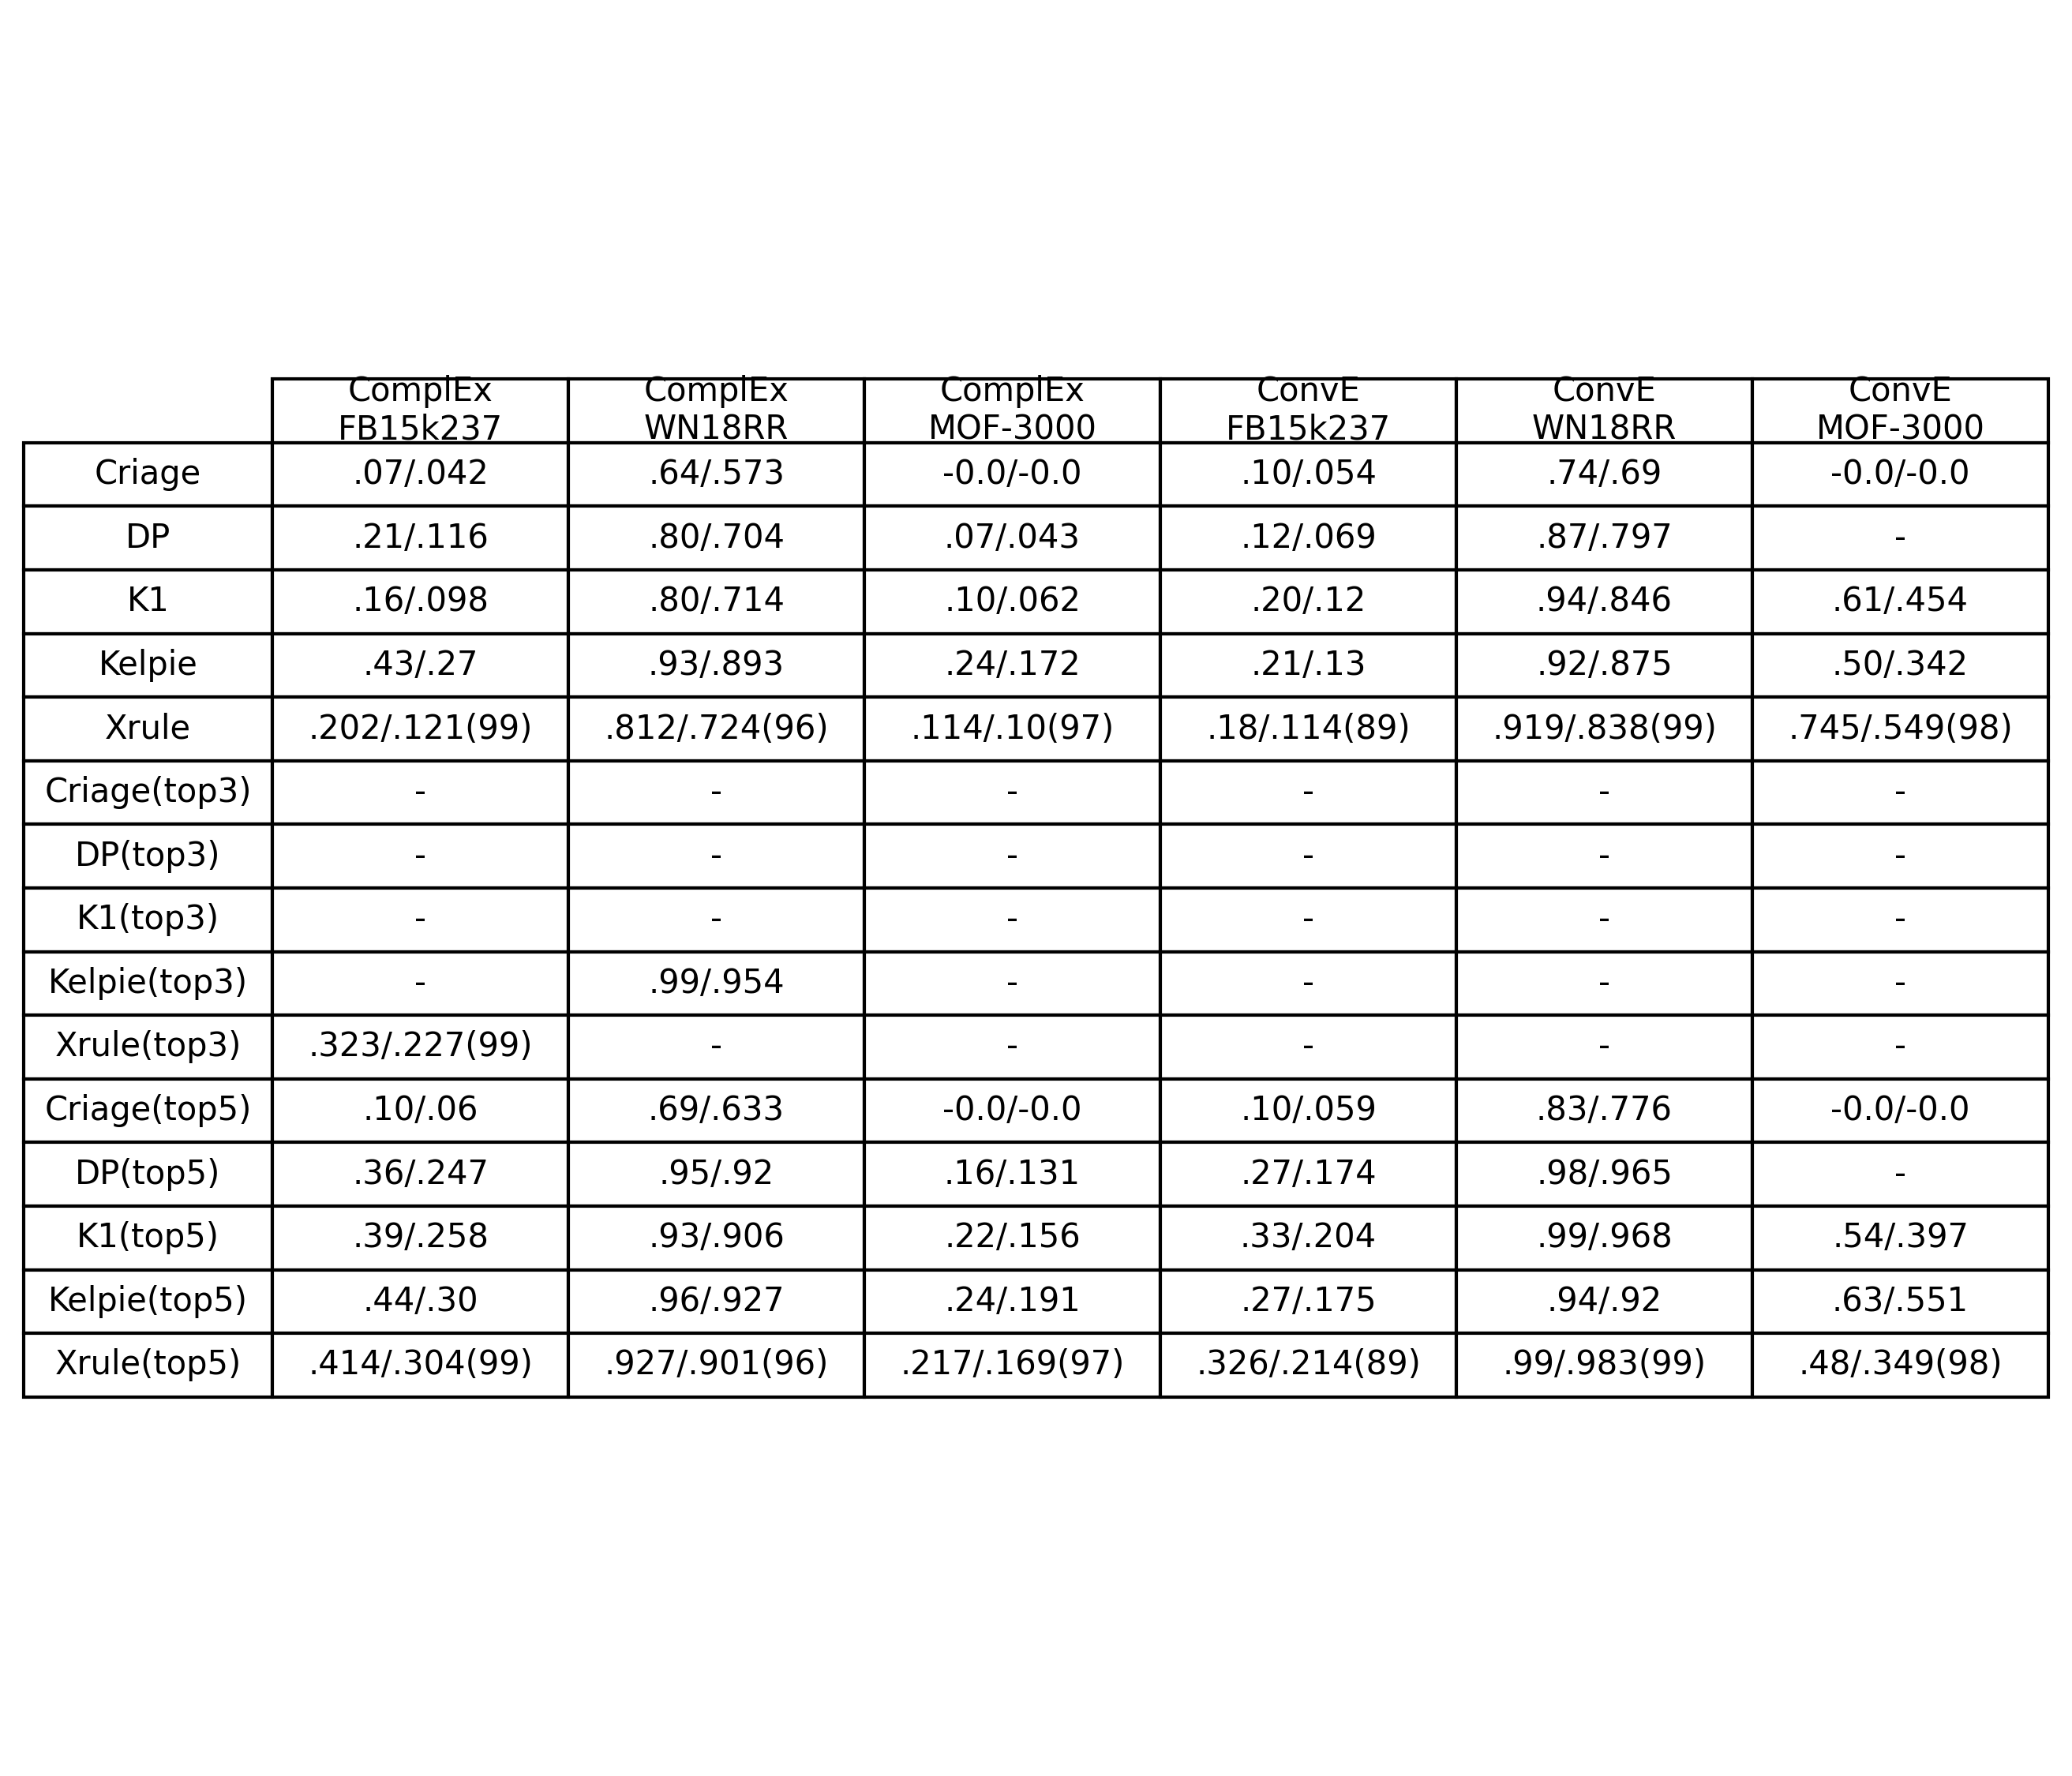 ComplEx ComplEx ComplEx ConvE ConvE ConvE
FB15k237 WN18RR MOF-3000 FB15k237 WN18RR MOF-3000
Criage .07/.042 .64/.573 -0.0/-0.0 .10/.054 .74/.69 -0.0/-0.0
DP .21/.116 .80/.704 .07/.043 .12/.069 .87/.797 -
K1 .16/.098 .80/.714 .10/.062 .20/.12 .94/.846 .61/.454
Kelpie .43/.27 .93/.893 .24/.172 .21/.13 .92/.875 .50/.342
Xrule .202/.121(99) .812/.724(96) .114/.10(97) .18/.114(89) .919/.838(99) .745/.549(98)
Criage(top3) - - - - - -
DP(top3) - - - - - -
K1(top3) - - - - - -
Kelpie(top3) - .99/.954 - - - -
Xrule(top3) .323/.227(99) - - - - -
Criage(top5) .10/.06 .69/.633 -0.0/-0.0 .10/.059 .83/.776 -0.0/-0.0
DP(top5) .36/.247 .95/.92 .16/.131 .27/.174 .98/.965 -
K1(top5) .39/.258 .93/.906 .22/.156 .33/.204 .99/.968 .54/.397
Kelpie(top5) .44/.30 .96/.927 .24/.191 .27/.175 .94/.92 .63/.551
Xrule(top5) .414/.304(99) .927/.901(96) .217/.169(97) .326/.214(89) .99/.983(99) .48/.349(98)